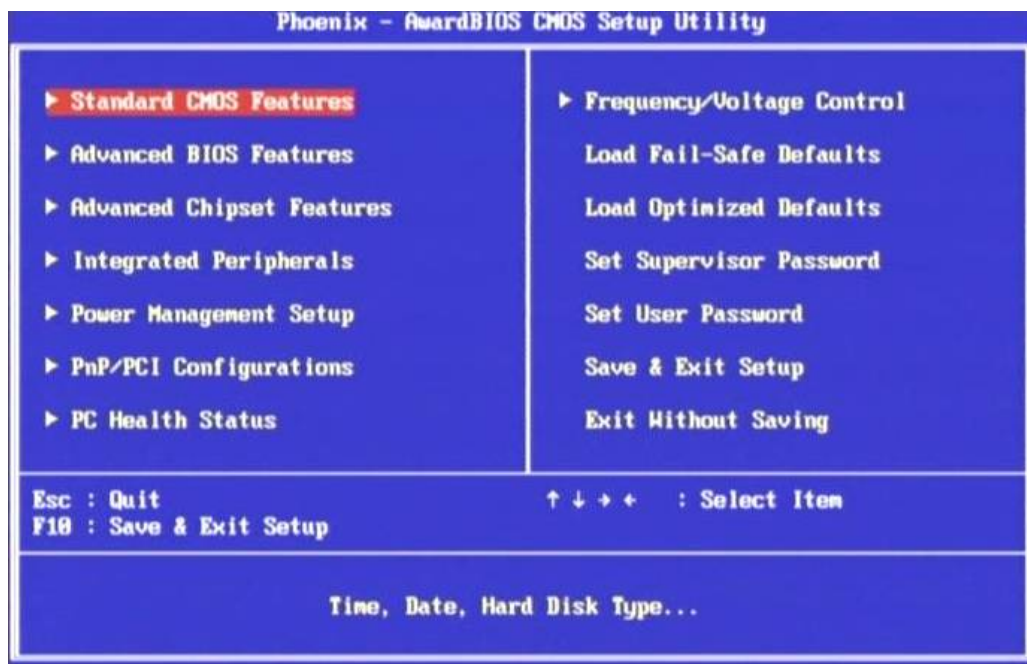 Phoenix - AwardBIOS CMOS Setup Utility
▶ Standard CMOS Features
▶ Advanced BIOS Features
▶ Advanced Chipset Features
▶ Integrated Peripherals
▶ Power Management Setup
▶ PnP/PCI Configurations
▶ PC Health Status
▶ Frequency/Voltage Control
Load Fail-Safe Defaults
Load Optimized Defaults
Set Supervisor Password
Set User Password
Save & Exit Setup
Exit Without Saving
Esc : Quit
F10 : Save & Exit Setup
↑ ↓ → ← : Select Item
Time, Date, Hard Disk Type...